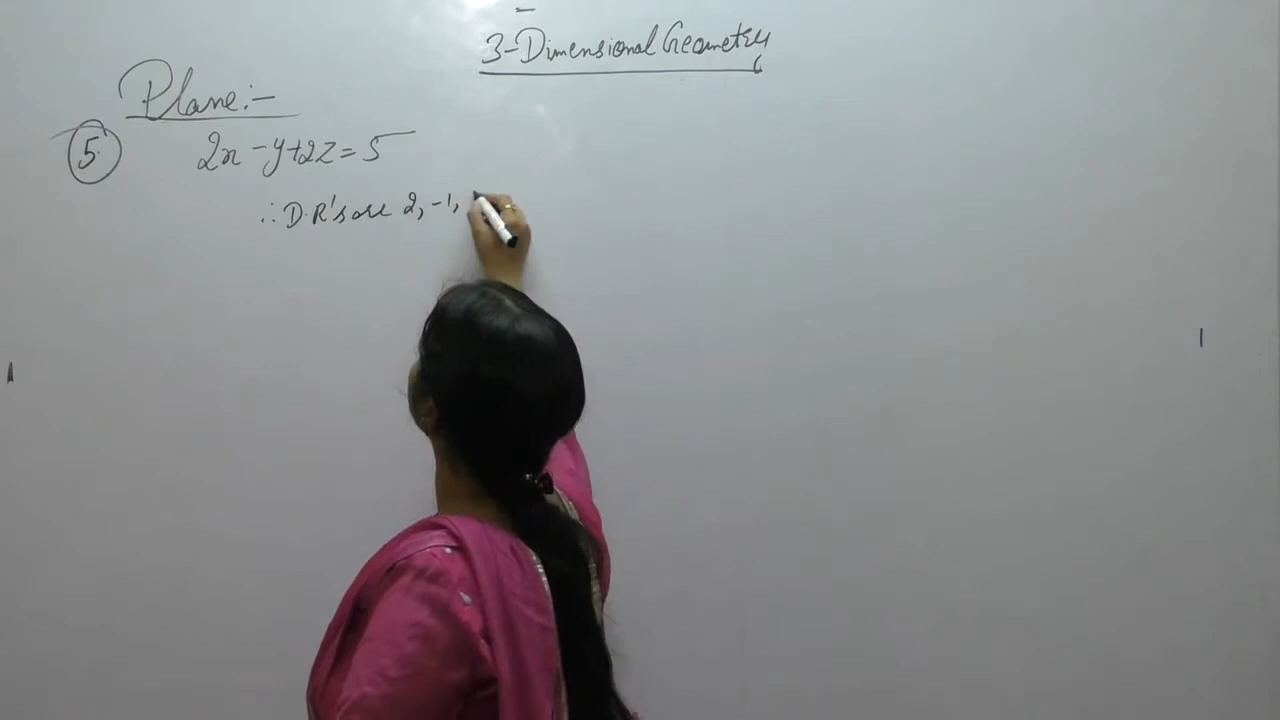 3-Dimensional Geometry
Plane:-
5. 2x-y+2z=5
∴ D.R's are 2, -1,